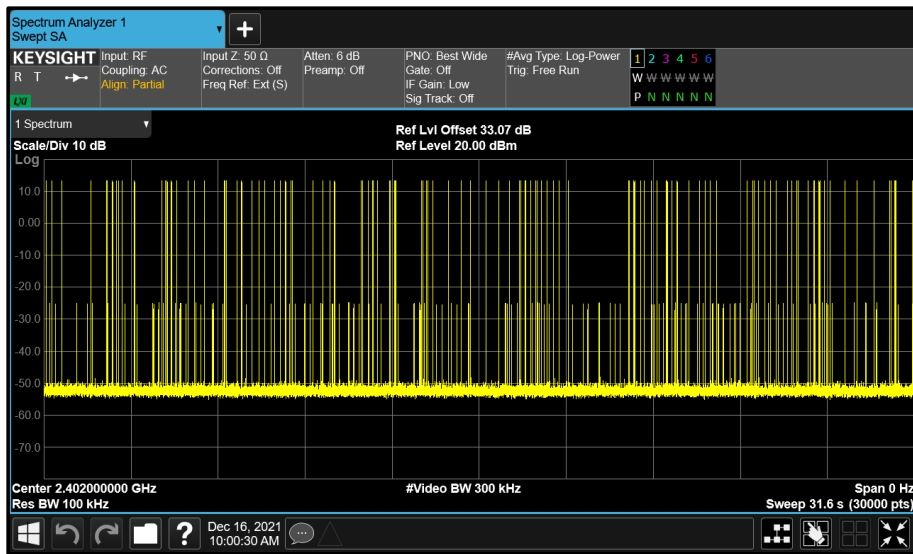 Spectrum Analyzer 1
Swept SA
KEYSIGHT
R T
LXI
Input: RF
Coupling: AC
Align: Partial
Input Z: 50 Ω
Corrections: Off
Freq Ref: Ext (S)
Atten: 6 dB
Preamp: Off
PNO: Best Wide
Gate: Off
IF Gain: Low
Sig Track: Off
#Avg Type: Log-Power
Trig: Free Run
1 2 3 4 5 6
W W W W W W
P N N N N N
1 Spectrum
Scale/Div 10 dB
Ref Lvl Offset 33.07 dB
Ref Level 20.00 dBm
Log
10.0
0.00
-10.0
-20.0
-30.0
-40.0
-50.0
-60.0
-70.0
Center 2.402000000 GHz
Res BW 100 kHz
#Video BW 300 kHz
Span 0 Hz
Sweep 31.6 s (30000 pts)
Dec 16, 2021
10:00:30 AM